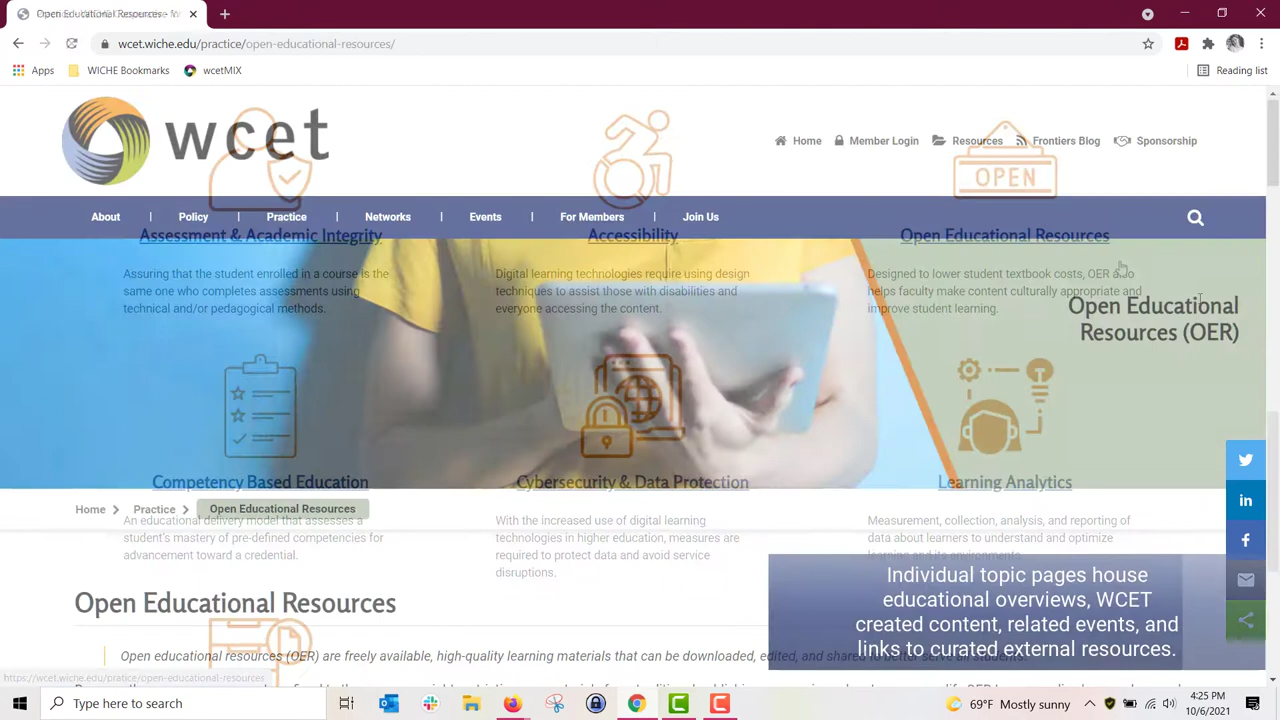 Open Educational Resources - W
wcet.wiche.edu/practice/open-educational-resources/
Apps
WICHE Bookmarks
wcetMIX
Reading list
wcet
Home
Member Login
Resources
Frontiers Blog
Sponsorship
OPEN
About | Policy | Practice | Networks | Events | For Members | Join Us
Assessment & Academic Integrity
Accessibility
Open Educational Resources
Assuring that the student enrolled in a course is the
same one who completes assessments using
technical and/or pedagogical methods.
Digital learning technologies require using design
techniques to assist those with disabilities and
everyone accessing the content.
Designed to lower student textbook costs, OER also
helps faculty make content culturally appropriate and
improve student learning.
Open Educational
Resources (OER)
Competency Based Education
Cybersecurity & Data Protection
Learning Analytics
Home > Practice > Open Educational Resources
An educational delivery model that assesses a
student's mastery of pre-defined competencies for
advancement toward a credential.
With the increased use of digital learning
technologies in higher education, measures are
required to protect data and avoid service
disruptions.
Measurement, collection, analysis, and reporting of
data about learners to understand and optimize
learning and its environments.
Individual topic pages house
educational overviews, WCET
created content, related events, and
links to curated external resources.
Open Educational Resources
Open educational resources (OER) are freely available, high-quality learning materials that can be downloaded, edited, and shared to better serve all students.
https://wcet.wiche.edu/pratice/open-educational-resources
Type here to search
69°F Mostly sunny
4:25 PM
10/6/2021